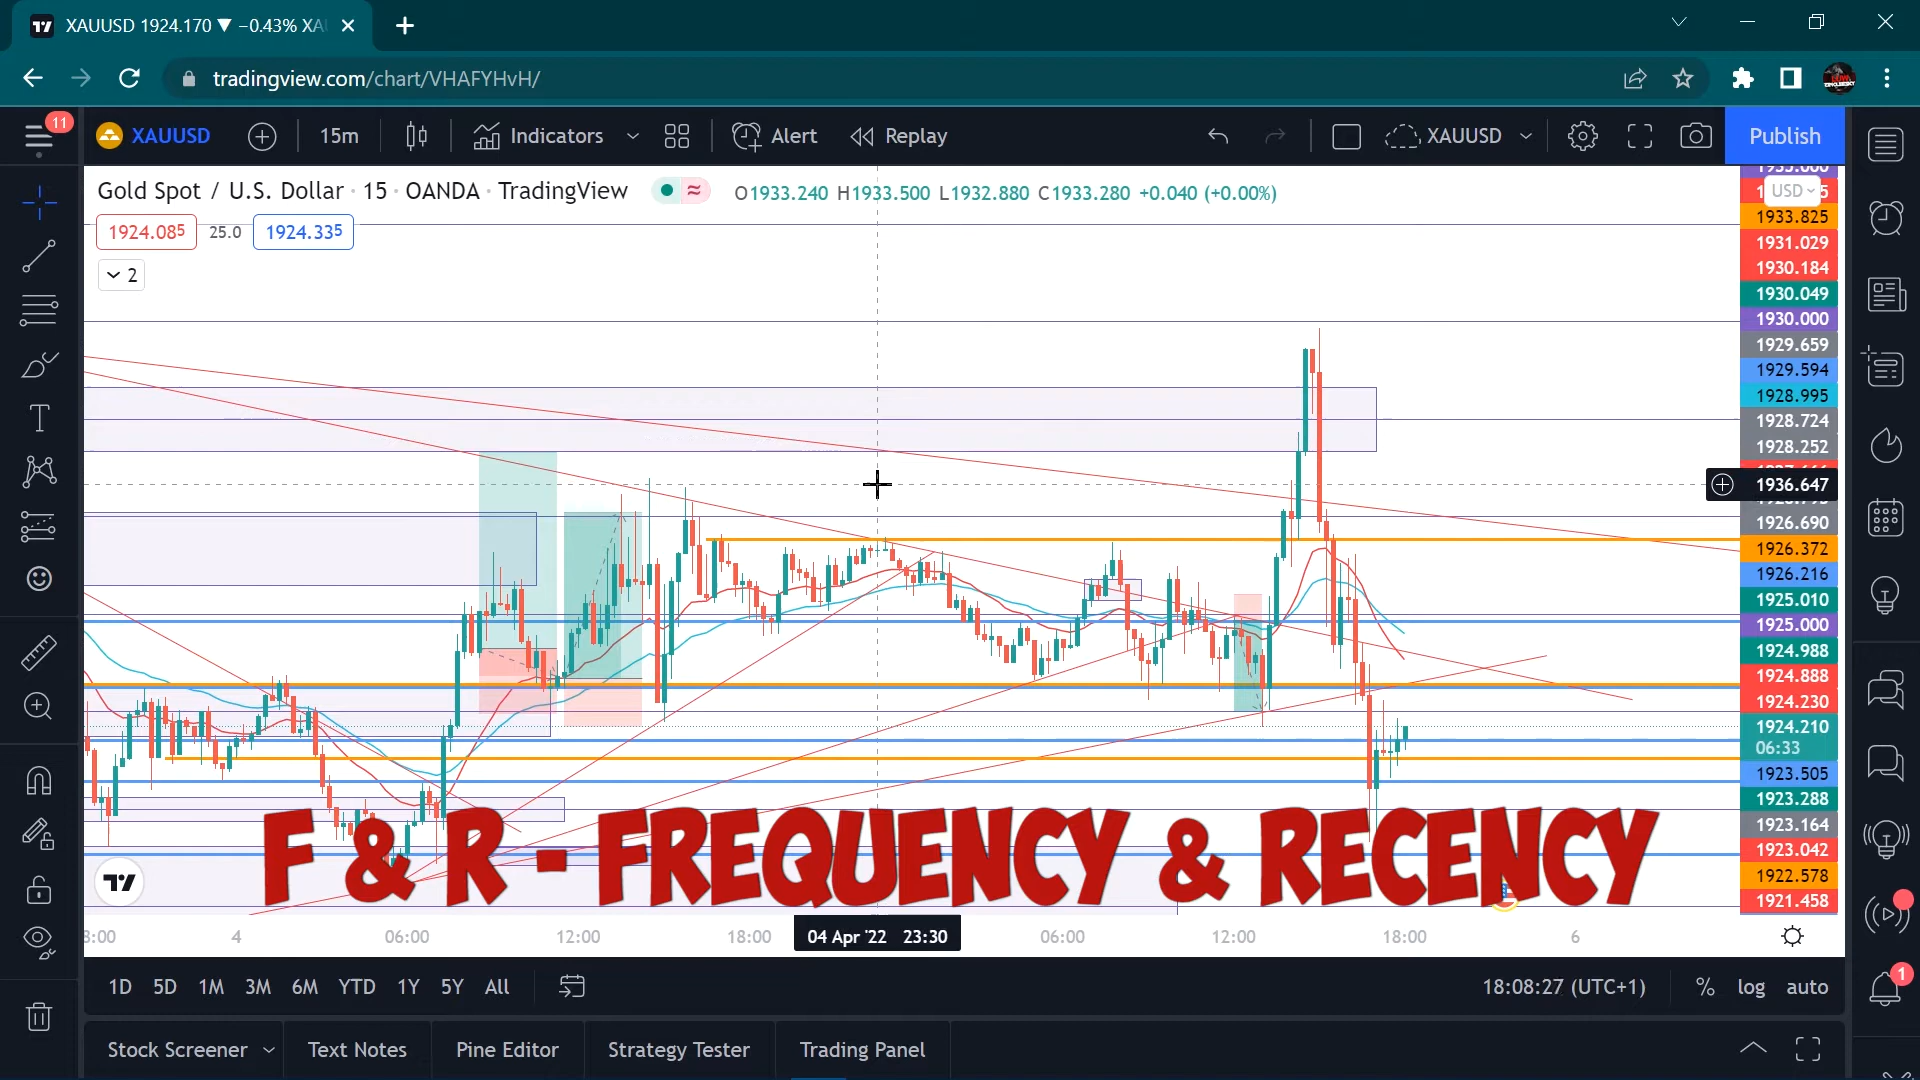 XAUUSD 1924.170 ▼ −0.43% XAU
tradingview.com/chart/VHAFYHvH/
11
XAUUSD
15m
Indicators
Alert
Replay
XAUUSD
Publish
Gold Spot / U.S. Dollar · 15 · OANDA · TradingView
O1933.240 H1933.500 L1932.880 C1933.280 +0.040 (+0.00%)
1924.085
25.0
1924.335
2
USD
1933.825
1931.029
1930.184
1930.049
1930.000
1929.659
1929.594
1928.995
1928.724
1928.252
1936.647
1926.690
1926.372
1926.216
1925.010
1925.000
1924.988
1924.888
1924.230
1924.210
06:33
1923.505
1923.288
1923.164
1923.042
1922.578
1921.458
F & R - FREQUENCY & RECENCY
4
06:00
12:00
18:00
04 Apr '22 23:30
06:00
12:00
18:00
6
1D 5D 1M 3M 6M YTD 1Y 5Y All
18:08:27 (UTC+1)
% log auto
1
Stock Screener
Text Notes
Pine Editor
Strategy Tester
Trading Panel